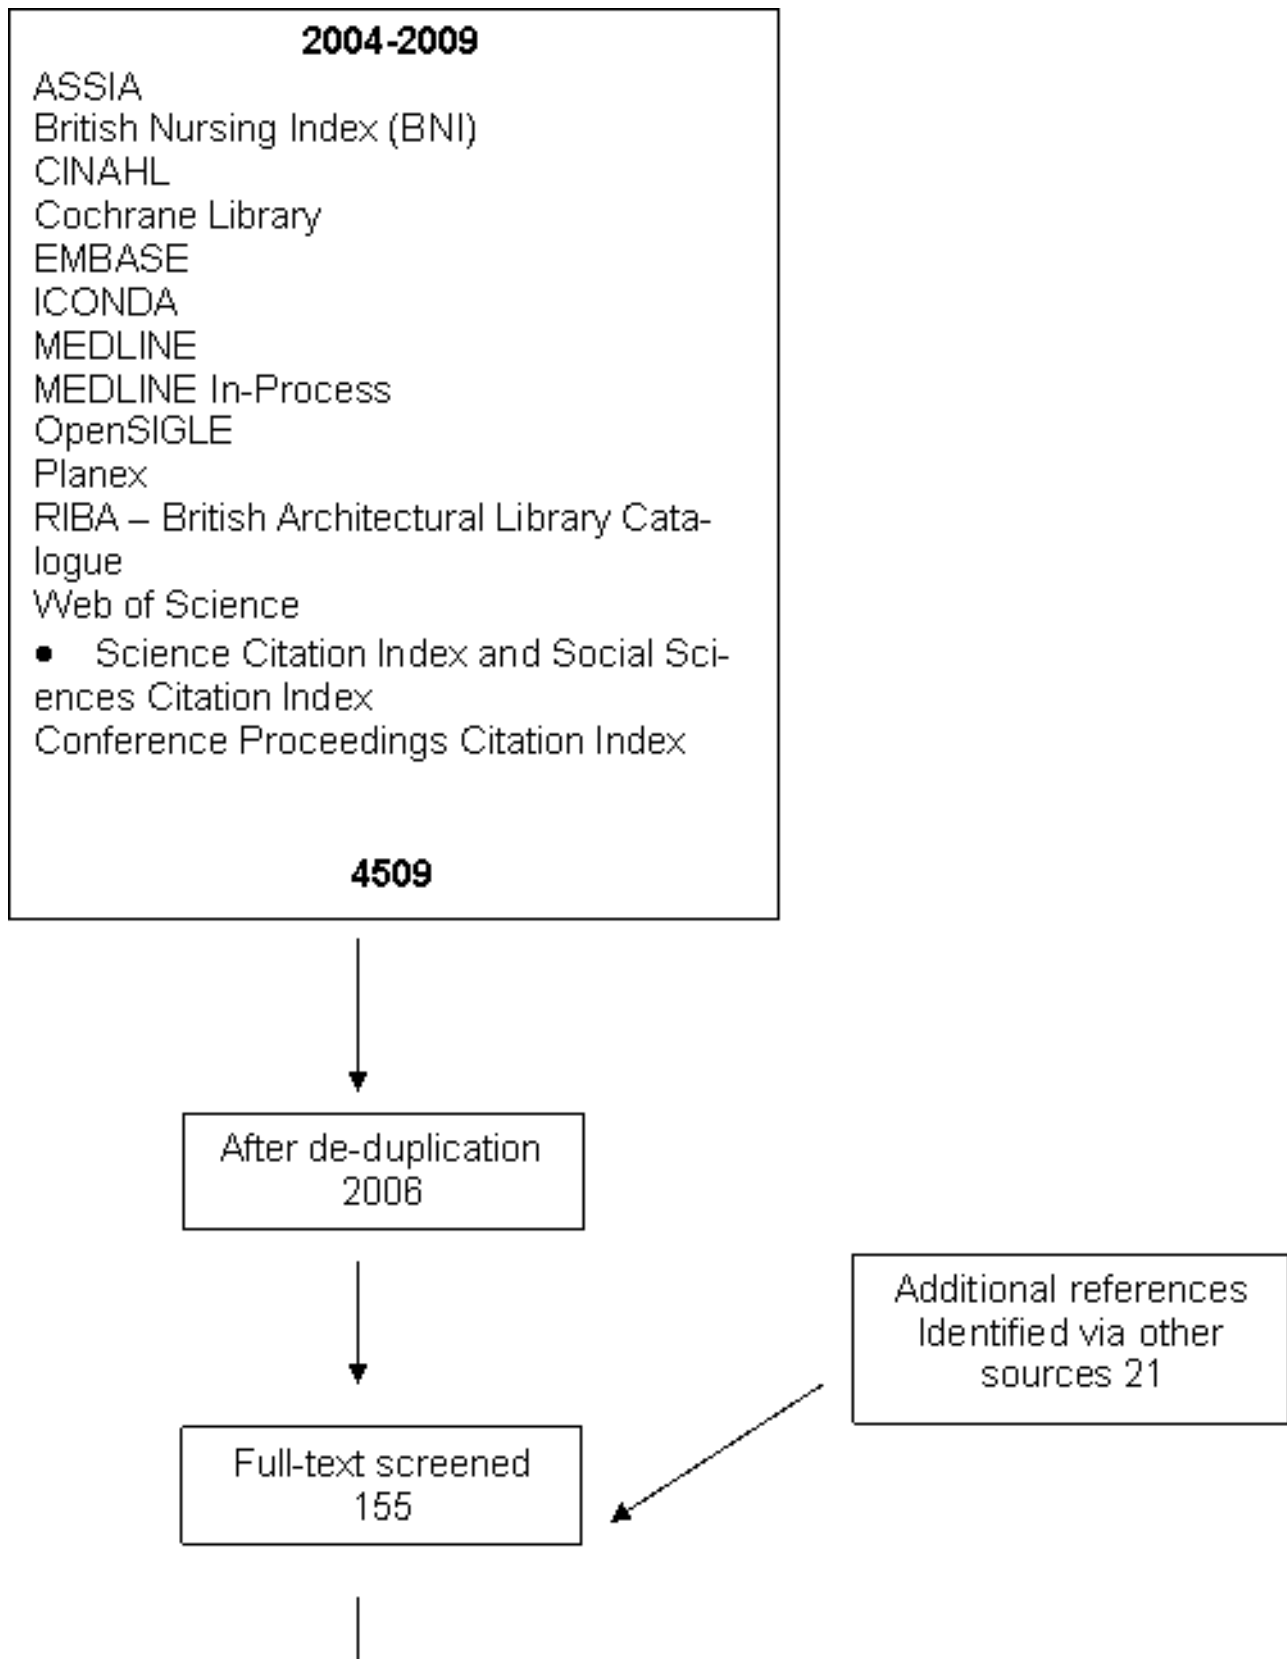 2004-2009
ASSIA
British Nursing Index (BNI)
CINAHL
Cochrane Library
EMBASE
ICONDA
MEDLINE
MEDLINE In-Process
OpenSIGLE
Planex
RIBA – British Architectural Library Cata-
logue
Web of Science
• Science Citation Index and Social Sci-
ences Citation Index
Conference Proceedings Citation Index
4509
After de-duplication
2006
Additional references
Identified via other
sources 21
Full-text screened
155